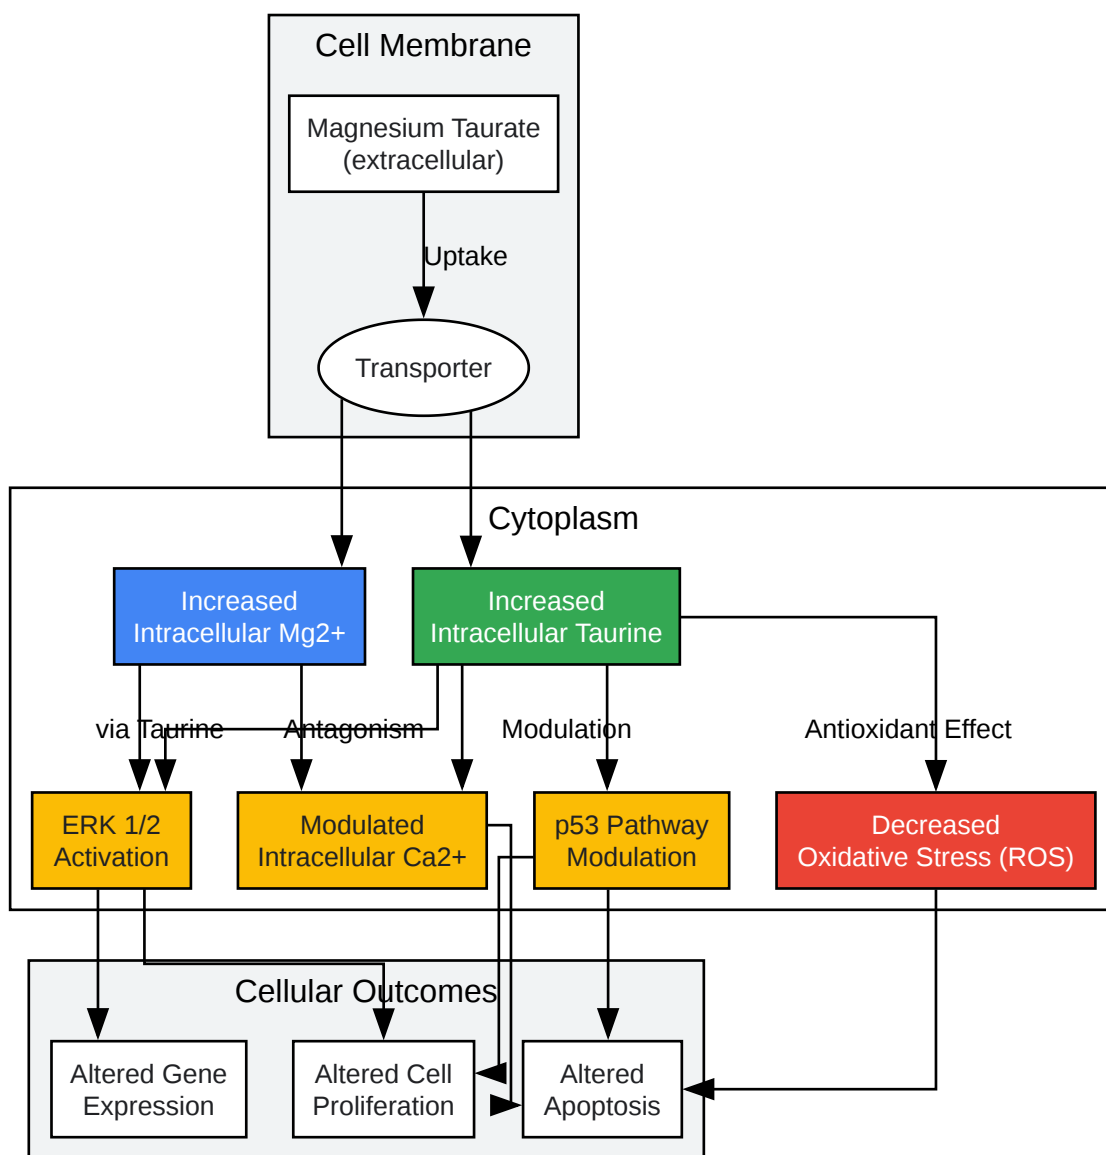 Cell Membrane
Magnesium Taurate
(extracellular)
Uptake
Transporter
Cytoplasm
Increased
Intracellular Mg2+
Increased
Intracellular Taurine
via Taurine
Antagonism
Modulation
Antioxidant Effect
ERK 1/2
Activation
Modulated
Intracellular Ca2+
p53 Pathway
Modulation
Decreased
Oxidative Stress (ROS)
Cellular Outcomes
Altered Gene
Expression
Altered Cell
Proliferation
Altered
Apoptosis